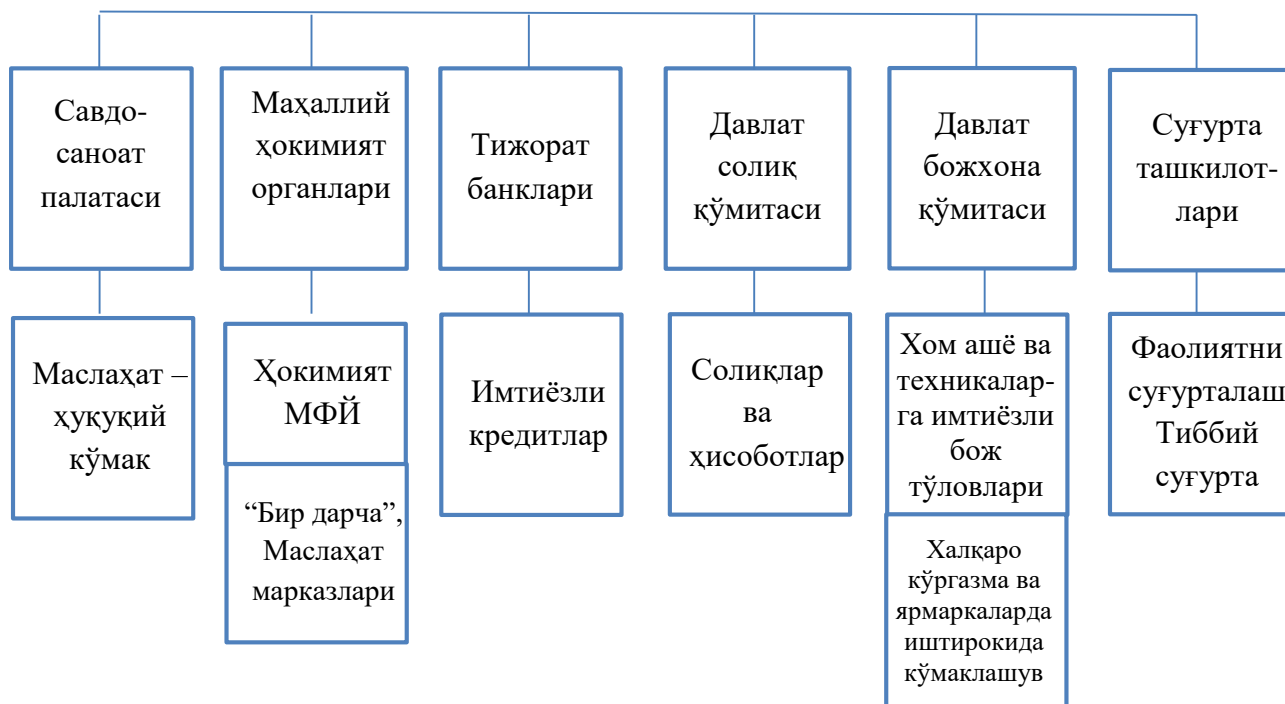 Савдо-
саноат
палатаси
Маҳаллий
ҳокимият
органлари
Тижорат
банклари
Давлат
солиқ
қўмитаси
Давлат
божхона
қўмитаси
Суғурта
ташкилот-
лари
Маслаҳат –
ҳуқуқий
кўмак
Ҳокимият
МФЙ
Имтиёзли
кредитлар
Солиқлар
ва
ҳисоботлар
Хом ашё ва
техникалар-
га имтиёзли
бож
тўловлари
Фаолиятни
суғурталаш
Тиббий
суғурта
“Бир дарча”,
Маслаҳат
марказлари
Халқаро
кўргазма ва
ярмаркаларда
иштирокида
кўмаклашув